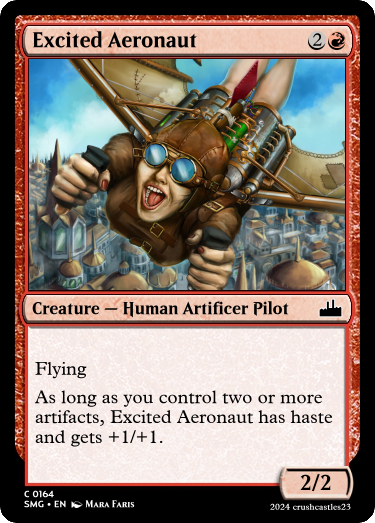 Excited Aeronaut 2
Creature — Human Artificer Pilot
Flying
As long as you control two or more
artifacts, Excited Aeronaut has haste
and gets +1/+1.
2/2
C 0164
SMG • EN Mara Faris
2024 crushcastles23